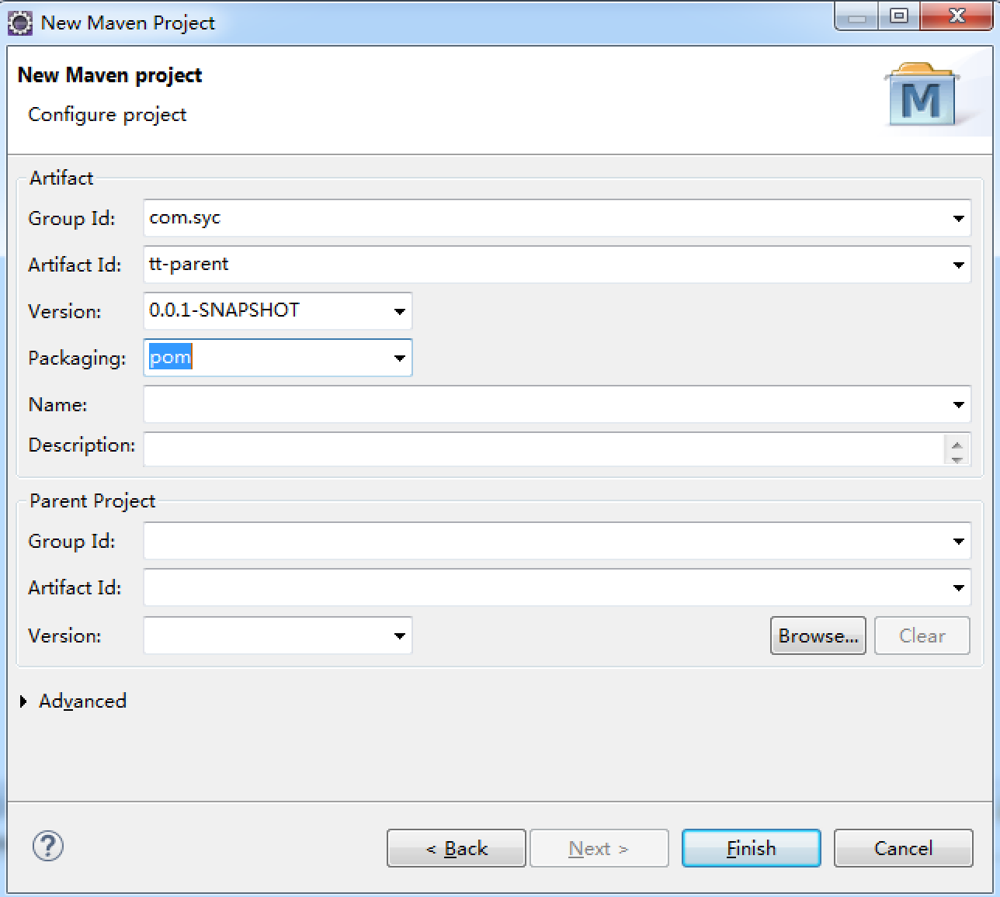 New Maven Project
New Maven project
Configure project
M
Artifact
Group Id: com.syc
Artifact Id: tt-parent
Version: 0.0.1-SNAPSHOT
Packaging: pom
Name:
Description:
Parent Project
Group Id:
Artifact Id:
Version: Browse... Clear
Advanced
? < Back Next > Finish Cancel